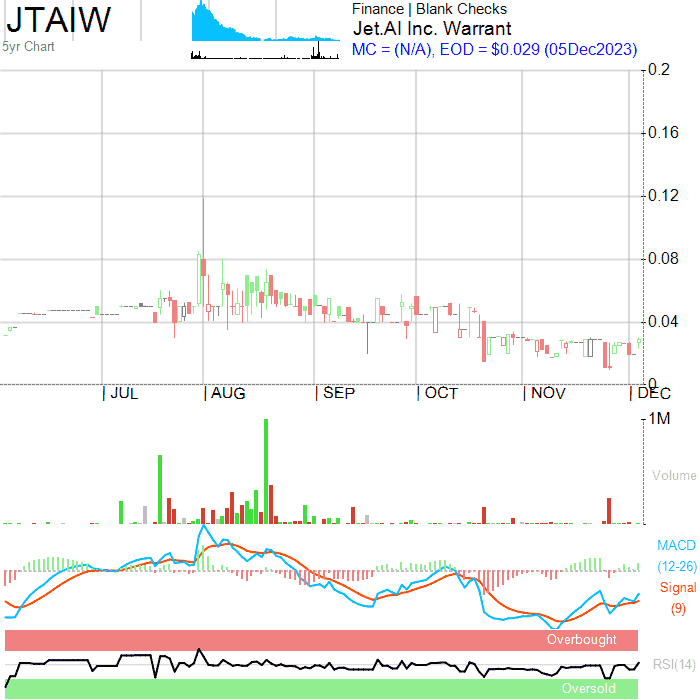 JTAIW
5yr Chart
Finance | Blank Checks
Jet.AI Inc. Warrant
MC = (N/A), EOD = $0.029 (05Dec2023)
0.2
0.16
0.12
0.08
0.04
0
JUL AUG SEP OCT NOV DEC
1M
Volume
MACD
(12-26)
Signal
(9)
Overbought
RSI(14)
Oversold